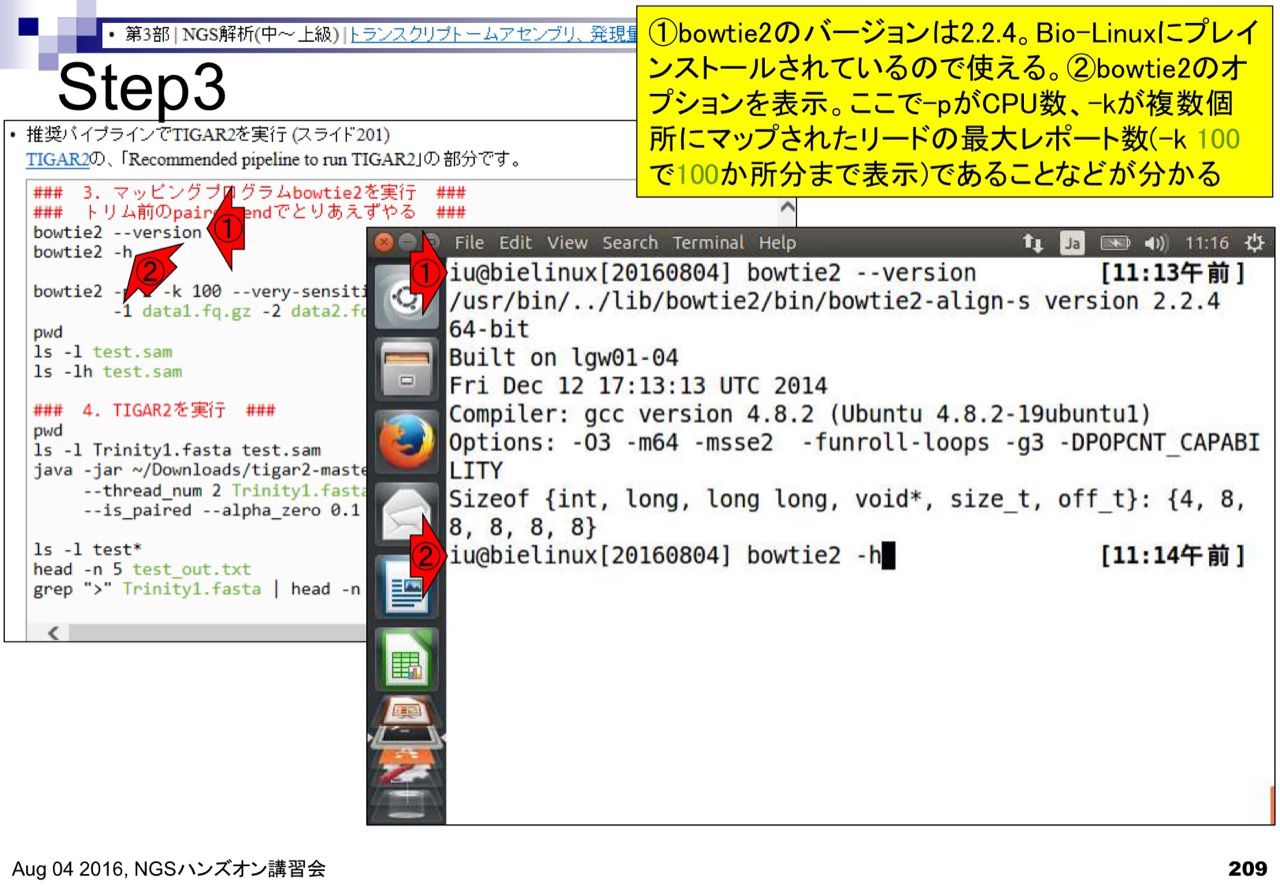 • 第3部 | NGS解析(中～上級) | トランスクリプトームアセンブリ、発現量
Step3
①bowtie2のバージョンは2.2.4。Bio-Linuxにプレイ
ンストールされているので使える。②bowtie2のオ
プションを表示。ここで-pがCPU数、-kが複数個
所にマップされたリードの最大レポート数(-k 100
で100か所分まで表示)であることなどが分かる
• 推奨パイプラインでTIGAR2を実行 (スライド201)
TIGAR2の、「Recommended pipeline to run TIGAR2」の部分です。
### 3. マッピングプログラムbowtie2を実行 ###
### トリム前のpaired-endでとりあえずやる ###
bowtie2 --version
bowtie2 -h
bowtie2 -k 100 --very-sensiti
-1 data1.fq.gz -2 data2.fq
pwd
ls -l test.sam
ls -lh test.sam
### 4. TIGAR2を実行 ###
pwd
ls -l Trinity1.fasta test.sam
java -jar ~/Downloads/tigar2-maste
--thread_num 2 Trinity1.fasta
--is_paired --alpha_zero 0.1
ls -l test*
head -n 5 test_out.txt
grep ">" Trinity1.fasta | head -n
①
②
File Edit View Search Terminal Help Ja 11:16
① iu@bielinux[20160804] bowtie2 --version [11:13午前]
/usr/bin/../lib/bowtie2/bin/bowtie2-align-s version 2.2.4
64-bit
Built on lgw01-04
Fri Dec 12 17:13:13 UTC 2014
Compiler: gcc version 4.8.2 (Ubuntu 4.8.2-19ubuntu1)
Options: -O3 -m64 -msse2 -funroll-loops -g3 -DPOPCNT_CAPABI
LITY
Sizeof {int, long, long long, void*, size_t, off_t}: {4, 8,
8, 8, 8, 8}
② iu@bielinux[20160804] bowtie2 -h [11:14午前]
Aug 04 2016, NGSハンズオン講習会
209